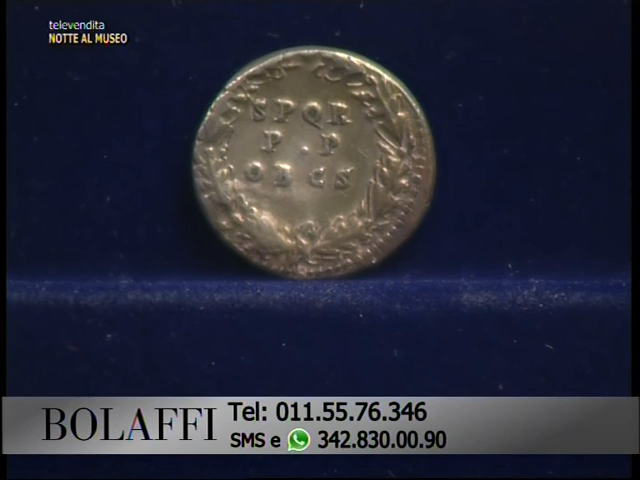 televendita
NOTTE AL MUSEO
SPQR
P . P
OB CS
BOLAFFI
Tel: 011.55.76.346
SMS e 342.830.00.90